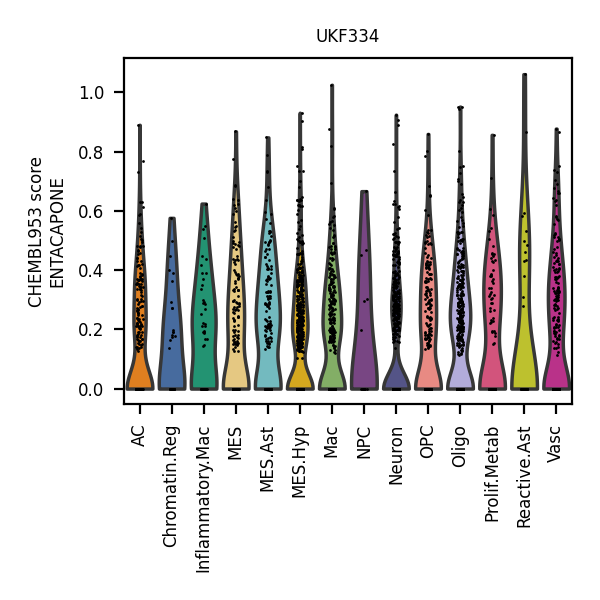 UKF334
CHEMBL953 score
ENTACAPONE
1.0
0.8
0.6
0.4
0.2
0.0
AC
Chromatin.Reg
Inflammatory.Mac
MES
MES.Ast
MES.Hyp
Mac
NPC
Neuron
OPC
Oligo
Prolif.Metab
Reactive.Ast
Vasc